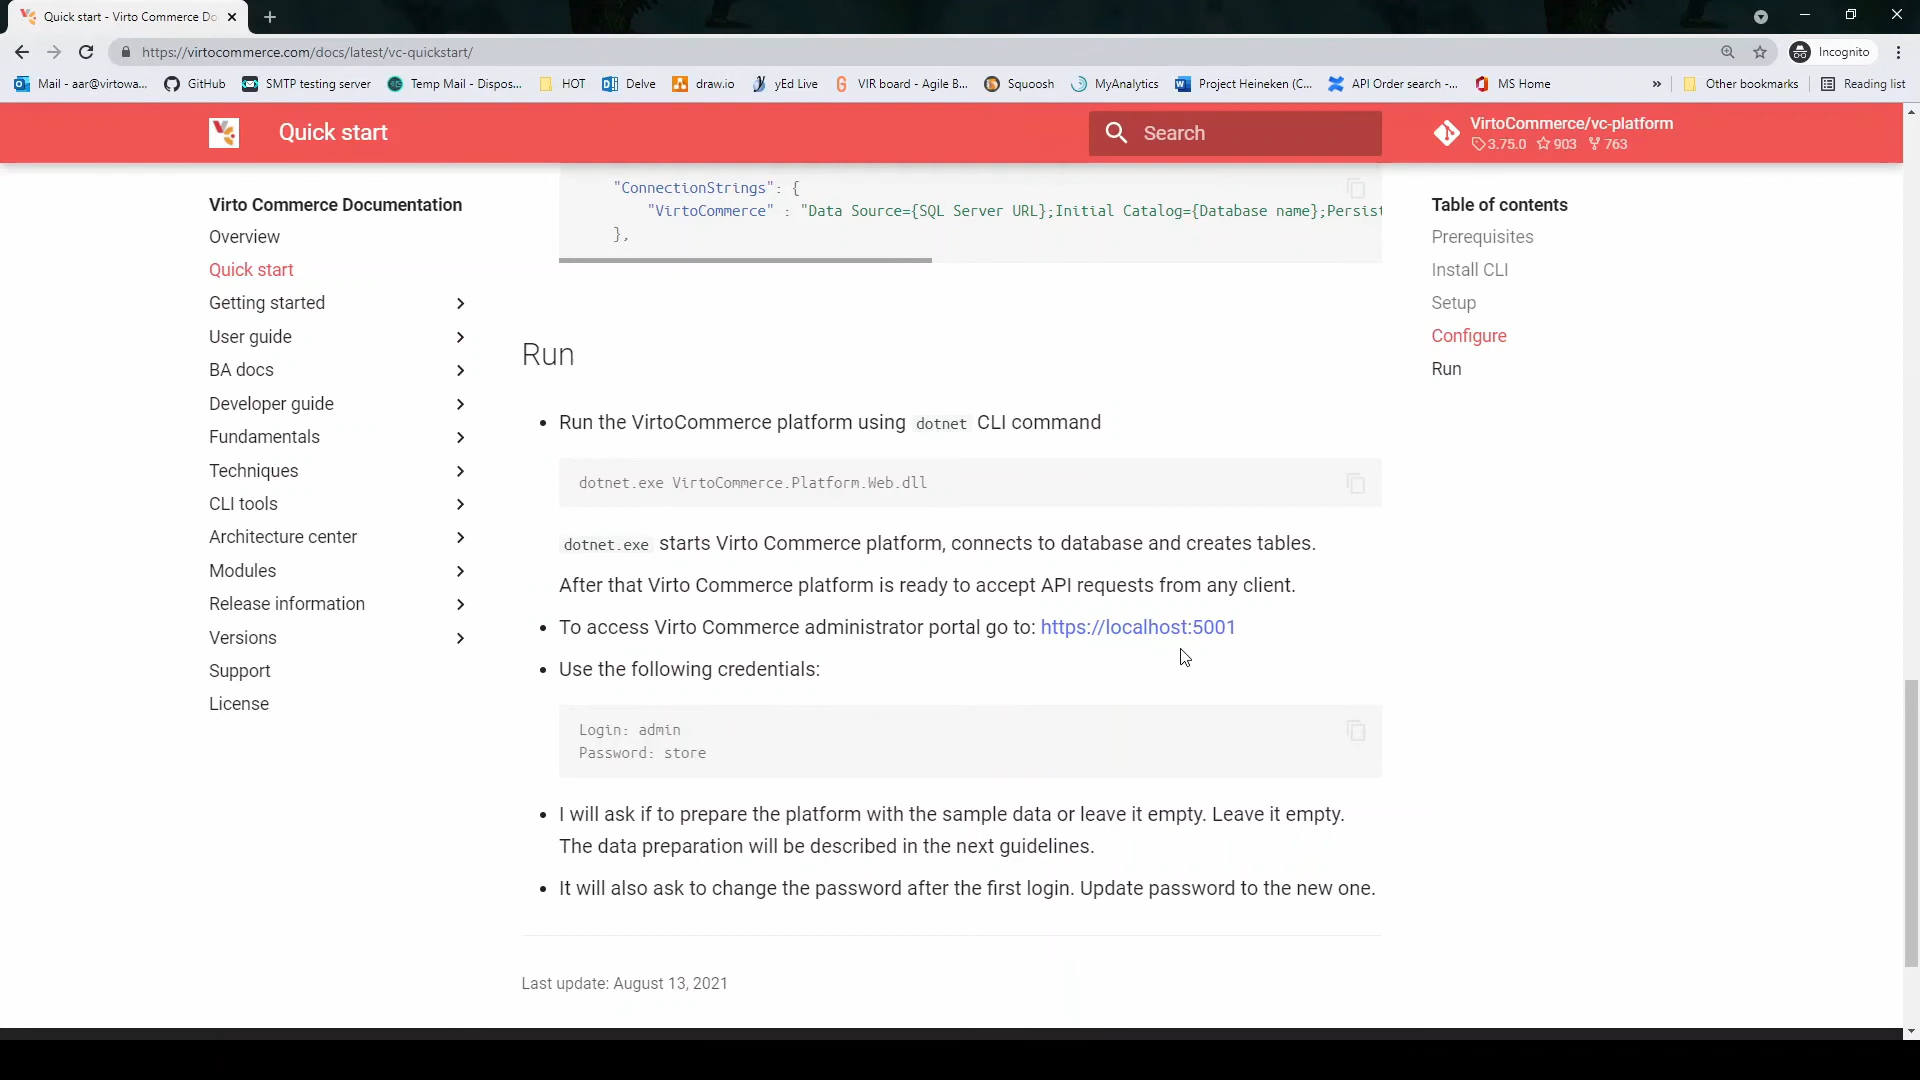 Quick start - Virto Commerce Do
https://virtocommerce.com/docs/latest/vc-quickstart/
Incognito
Mail - aar@virtowa...
GitHub
SMTP testing server
Temp Mail - Dispos...
HOT
Delve
draw.io
yEd Live
VIR board - Agile B...
Squoosh
MyAnalytics
Project Heineken (C...
API Order search -...
MS Home
»
Other bookmarks
Reading list
Quick start
Search
VirtoCommerce/vc-platform
3.75.0 903 763
Virto Commerce Documentation
Overview
Quick start
Getting started
User guide
BA docs
Developer guide
Fundamentals
Techniques
CLI tools
Architecture center
Modules
Release information
Versions
Support
License
"ConnectionStrings": {
"VirtoCommerce" : "Data Source={SQL Server URL};Initial Catalog={Database name};Persist
},
Run
• Run the VirtoCommerce platform using dotnet CLI command
dotnet.exe VirtoCommerce.Platform.Web.dll
dotnet.exe starts Virto Commerce platform, connects to database and creates tables.
After that Virto Commerce platform is ready to accept API requests from any client.
• To access Virto Commerce administrator portal go to: https://localhost:5001
• Use the following credentials:
Login: admin
Password: store
• I will ask if to prepare the platform with the sample data or leave it empty. Leave it empty.
The data preparation will be described in the next guidelines.
• It will also ask to change the password after the first login. Update password to the new one.
Last update: August 13, 2021
Table of contents
Prerequisites
Install CLI
Setup
Configure
Run